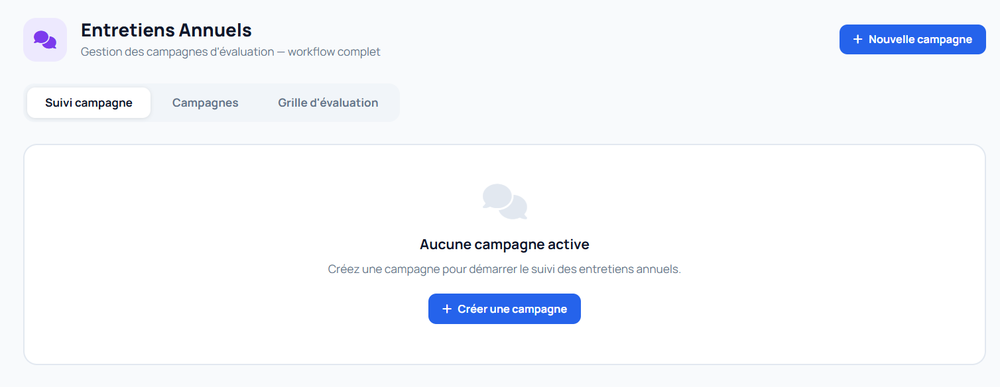 Entretiens Annuels
Gestion des campagnes d'évaluation — workflow complet
+ Nouvelle campagne
Suivi campagne
Campagnes
Grille d'évaluation
Aucune campagne active
Créez une campagne pour démarrer le suivi des entretiens annuels.
+ Créer une campagne